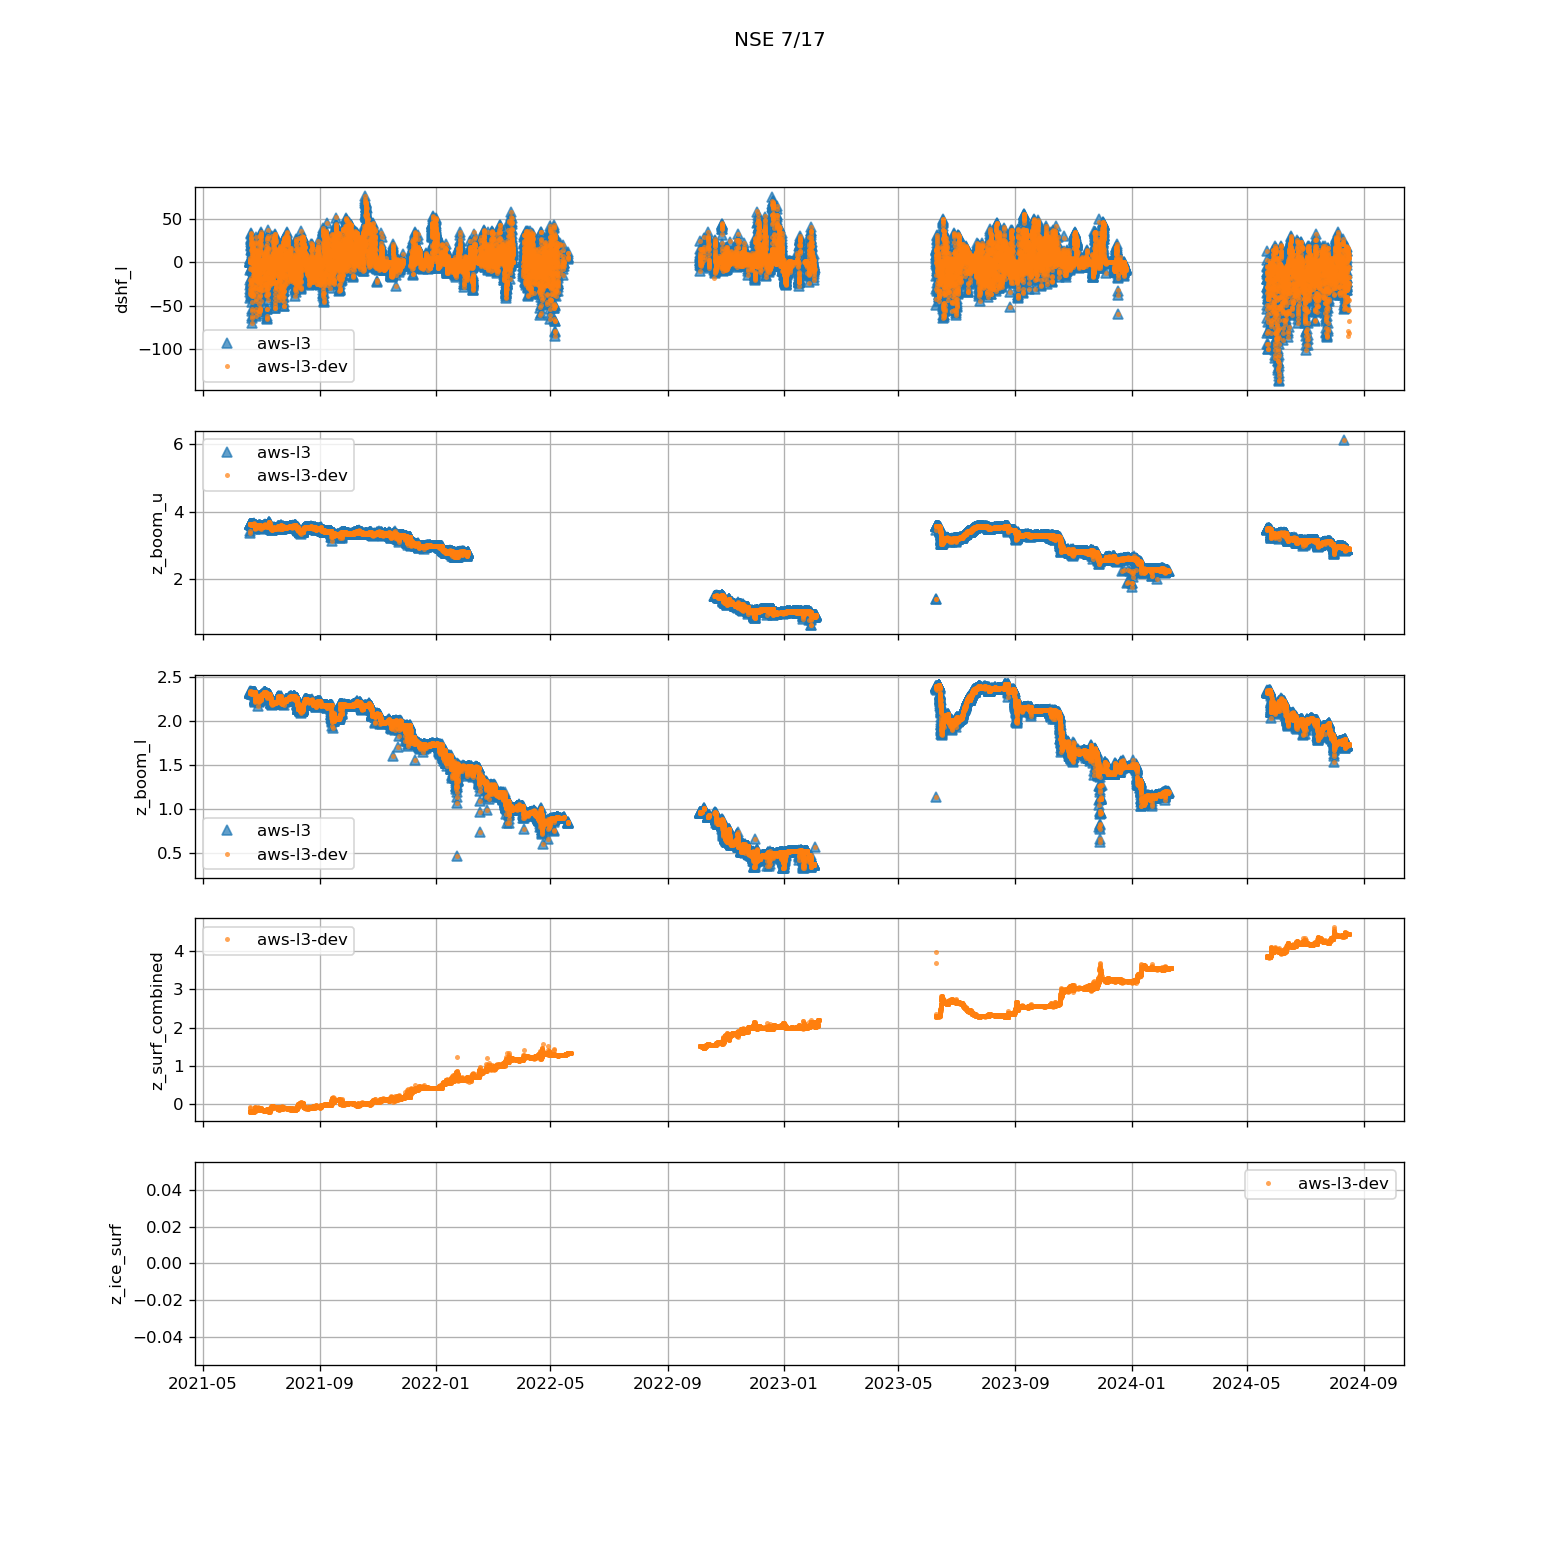 NSE 7/17
dshf_l
50
0
−50
−100
aws-l3
aws-l3-dev
z_boom_u
6
4
2
aws-l3
aws-l3-dev
z_boom_l
2.5
2.0
1.5
1.0
0.5
aws-l3
aws-l3-dev
z_surf_combined
4
3
2
1
0
aws-l3-dev
z_ice_surf
0.04
0.02
0.00
−0.02
−0.04
aws-l3-dev
2021-05 2021-09 2022-01 2022-05 2022-09 2023-01 2023-05 2023-09 2024-01 2024-05 2024-09